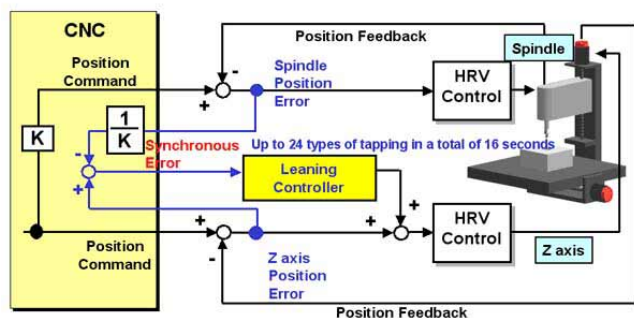 CNC
Position Feedback
Spindle
Position
Command
-
+
Spindle
Position
Error
HRV
Control
1
K
K
Synchronous
Error
Up to 24 types of tapping in a total of 16 seconds
-
+
Leaning
Controller
+
+
+
HRV
Control
Position
Command
-
Z axis
Position
Error
Z axis
Position Feedback